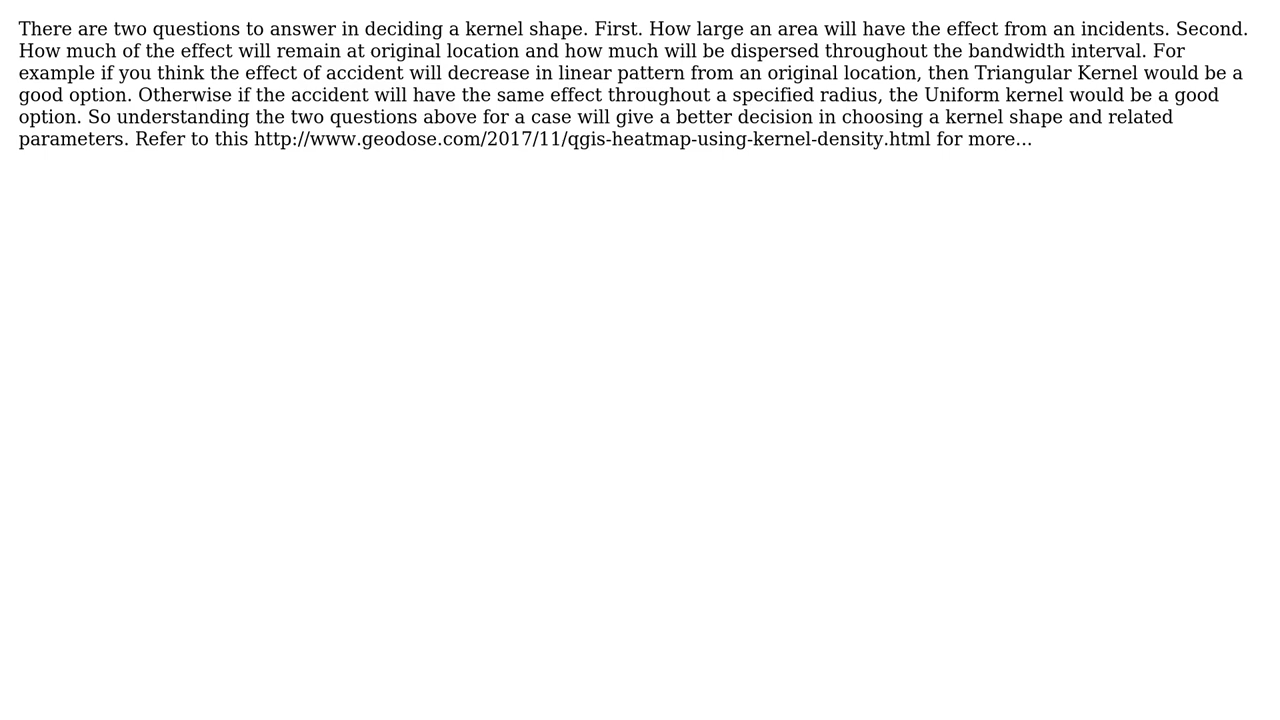 There are two questions to answer in deciding a kernel shape. First. How large an area will have the effect from an incidents. Second.
How much of the effect will remain at original location and how much will be dispersed throughout the bandwidth interval. For
example if you think the effect of accident will decrease in linear pattern from an original location, then Triangular Kernel would be a
good option. Otherwise if the accident will have the same effect throughout a specified radius, the Uniform kernel would be a good
option. So understanding the two questions above for a case will give a better decision in choosing a kernel shape and related
parameters. Refer to this http://www.geodose.com/2017/11/qgis-heatmap-using-kernel-density.html for more...